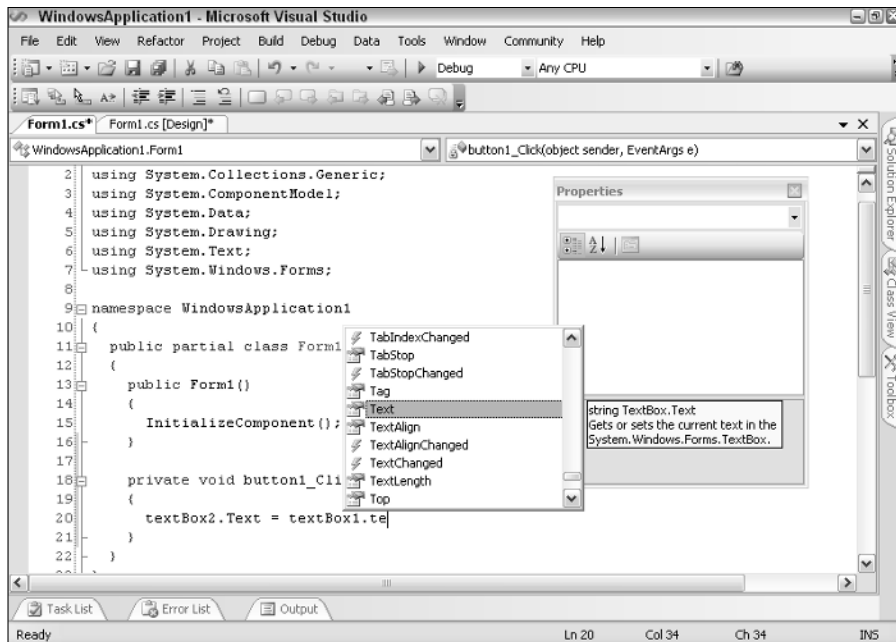 WindowsApplication1 - Microsoft Visual Studio
File Edit View Refactor Project Build Debug Data Tools Window Community Help
Debug Any CPU
Form1.cs* Form1.cs [Design]*
WindowsApplication1.Form1 button1_Click(object sender, EventArgs e)
2 using System.Collections.Generic;
3 using System.ComponentModel;
4 using System.Data;
5 using System.Drawing;
6 using System.Text;
7 using System.Windows.Forms;
8
9 namespace WindowsApplication1
10 {
11 public partial class Form1
12 {
13 public Form1()
14 {
15 InitializeComponent();
16 }
17
18 private void button1_Cli
19 {
20 textBox2.Text = textBox1.te
21 }
22 }
TabIndexChanged
TabStop
TabStopChanged
Tag
Text
TextAlign
TextAlignChanged
TextChanged
TextLength
Top
Properties
string TextBox.Text
Gets or sets the current text in the
System.Windows.Forms.TextBox.
Solution Explorer
Class View
Toolbox
Task List Error List Output
Ready Ln 20 Col 34 Ch 34 INS